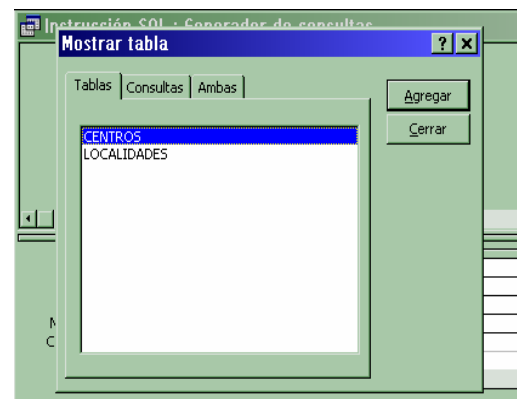 Instrucción SQL : Generador de consultas
Mostrar tabla
Tablas Consultas Ambas
Agregar
Cerrar
CENTROS
LOCALIDADES